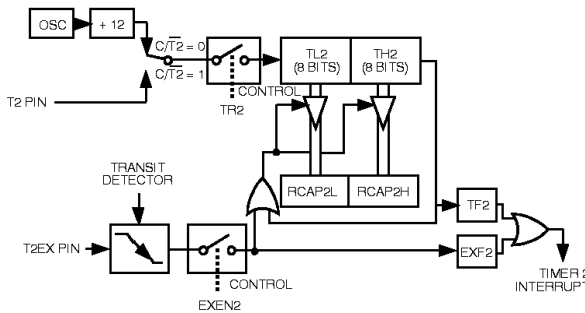 OSC
÷ 12
C/T2 = 0
C/T2 = 1
T2 PIN
TR2
CONTROL
TL2
(8 BITS)
TH2
(8 BITS)
RCAP2L
RCAP2H
TRANSIT
DETECTOR
T2EX PIN
EXEN2
CONTROL
TF2
EXF2
TIMER 2
INTERRUPT